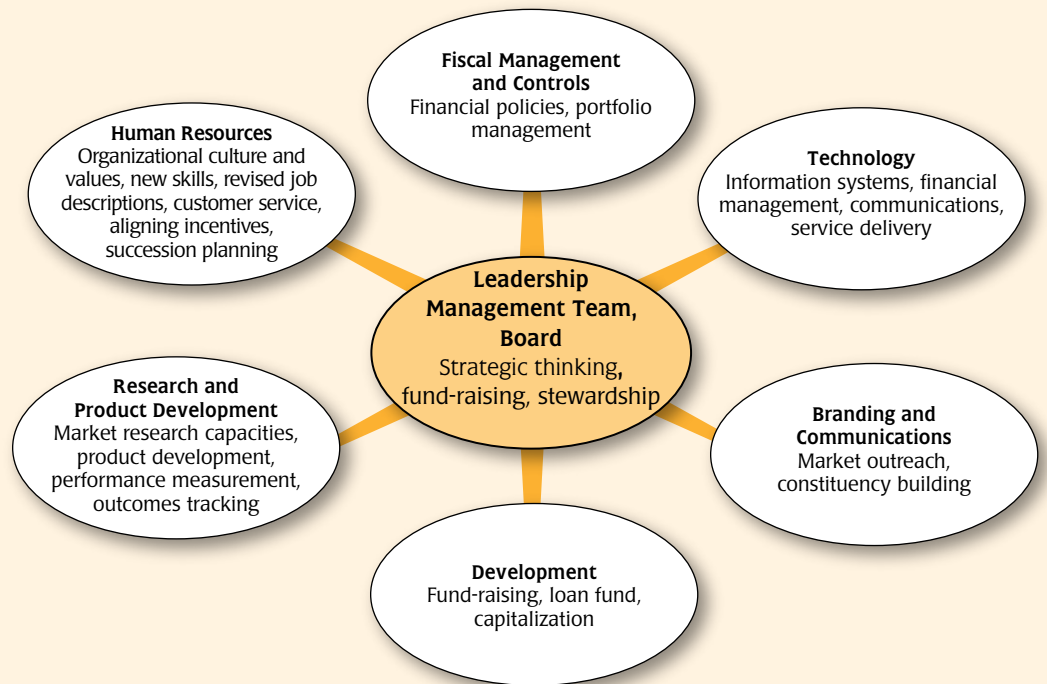 Fiscal Management
and Controls
Financial policies, portfolio
management
Human Resources
Organizational culture and
values, new skills, revised job
descriptions, customer service,
aligning incentives,
succession planning
Technology
Information systems, financial
management, communications,
service delivery
Leadership
Management Team,
Board
Strategic thinking,
fund-raising, stewardship
Research and
Product Development
Market research capacities,
product development,
performance measurement,
outcomes tracking
Branding and
Communications
Market outreach,
constituency building
Development
Fund-raising, loan fund,
capitalization